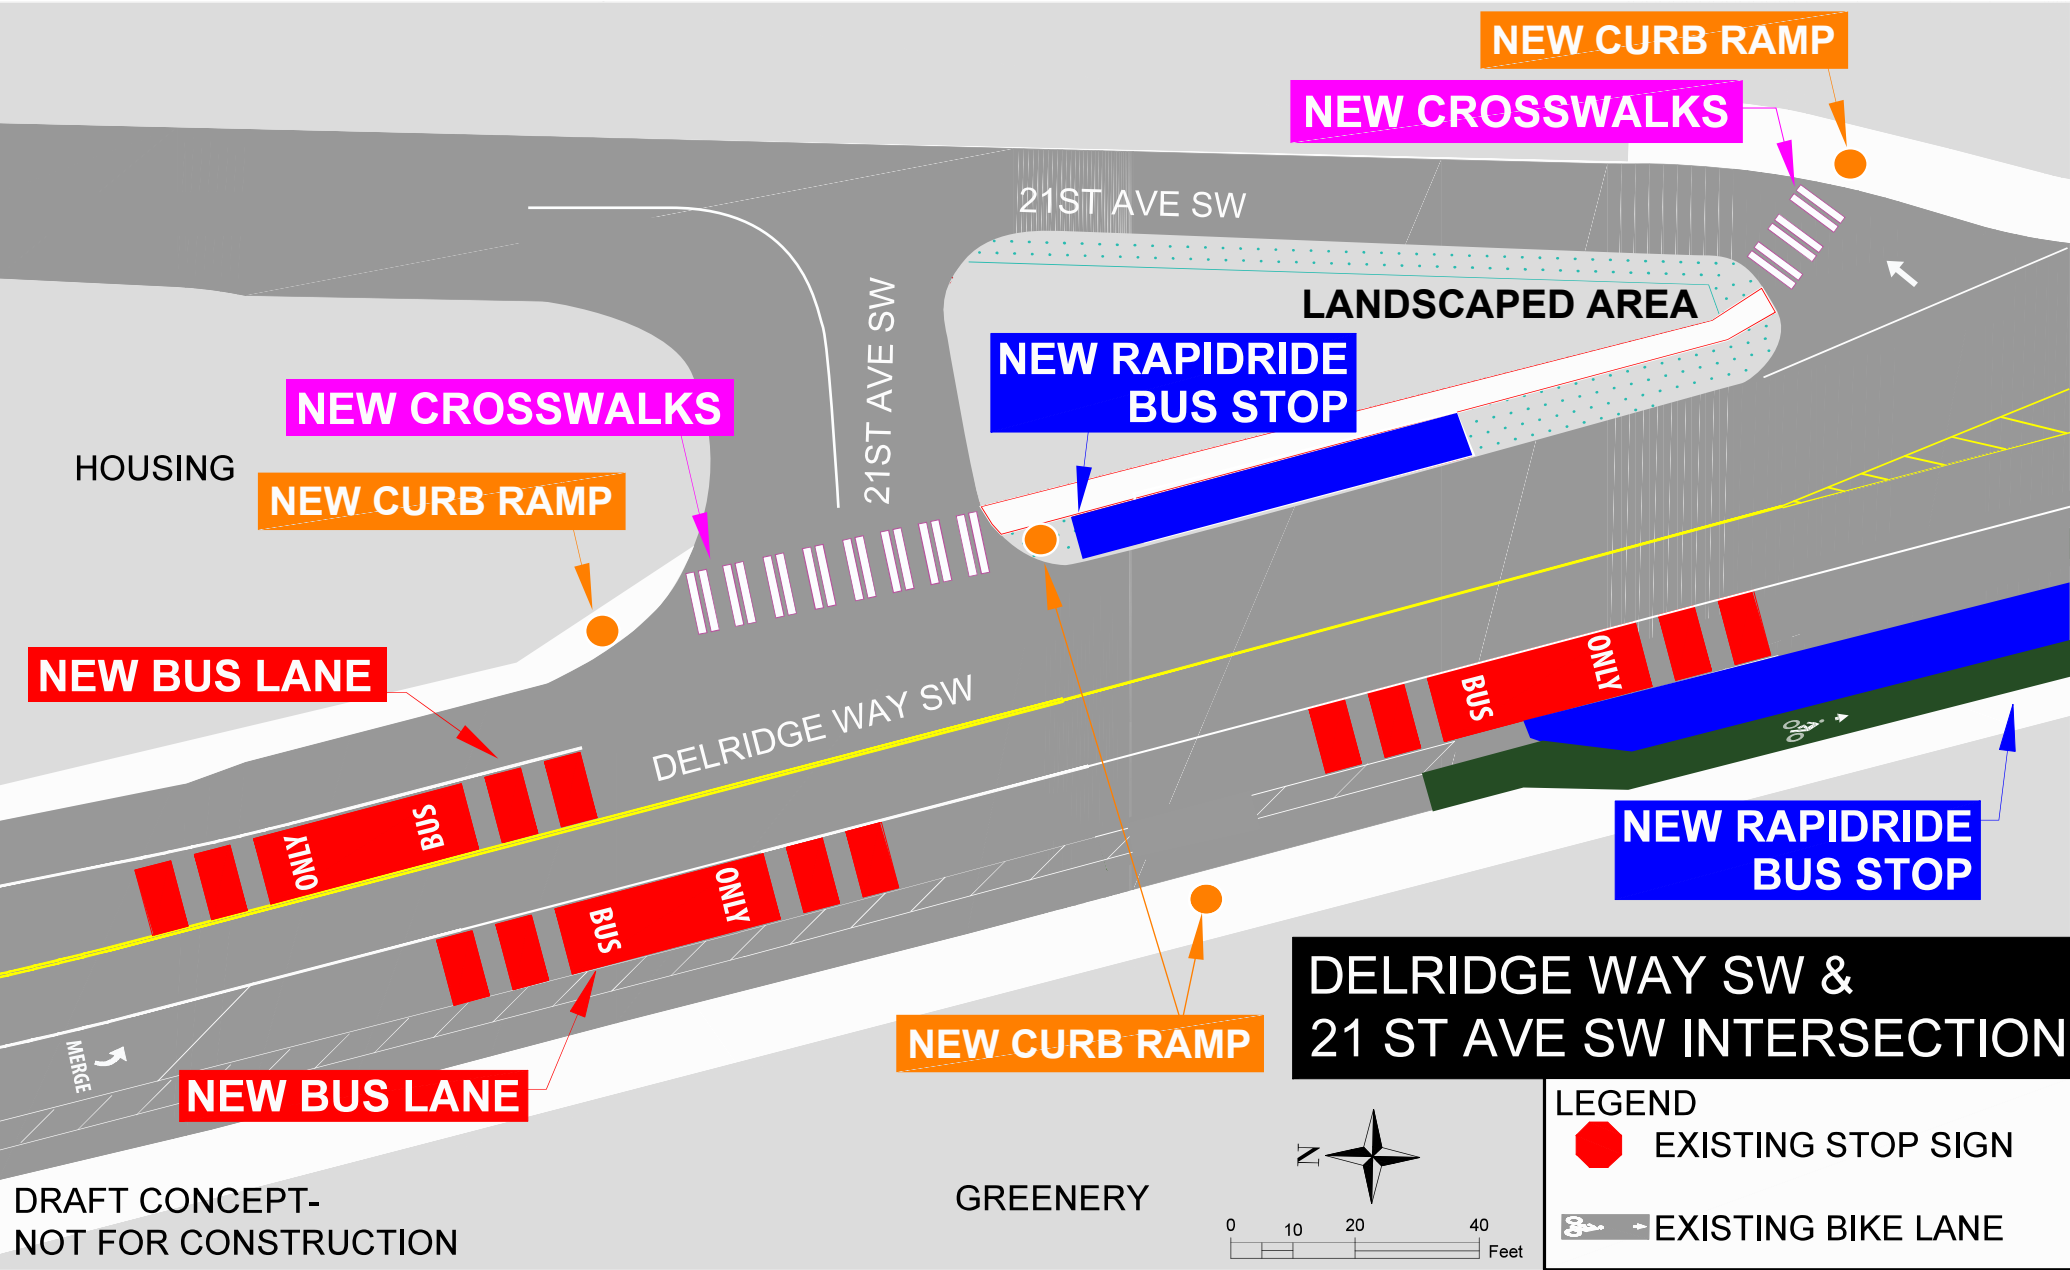 NEW CURB RAMP
NEW CROSSWALKS
21ST AVE SW
LANDSCAPED AREA
21ST AVE SW
NEW RAPIDRIDE
BUS STOP
NEW CROSSWALKS
HOUSING
NEW CURB RAMP
NEW BUS LANE
DELRIDGE WAY SW
BUS
ONLY
ONLY
BUS
BUS
ONLY
NEW RAPIDRIDE
BUS STOP
MERGE
NEW BUS LANE
NEW CURB RAMP
DELRIDGE WAY SW &
21 ST AVE SW INTERSECTION
LEGEND
EXISTING STOP SIGN
EXISTING BIKE LANE
N
GREENERY
0 10 20 40
Feet
DRAFT CONCEPT-
NOT FOR CONSTRUCTION